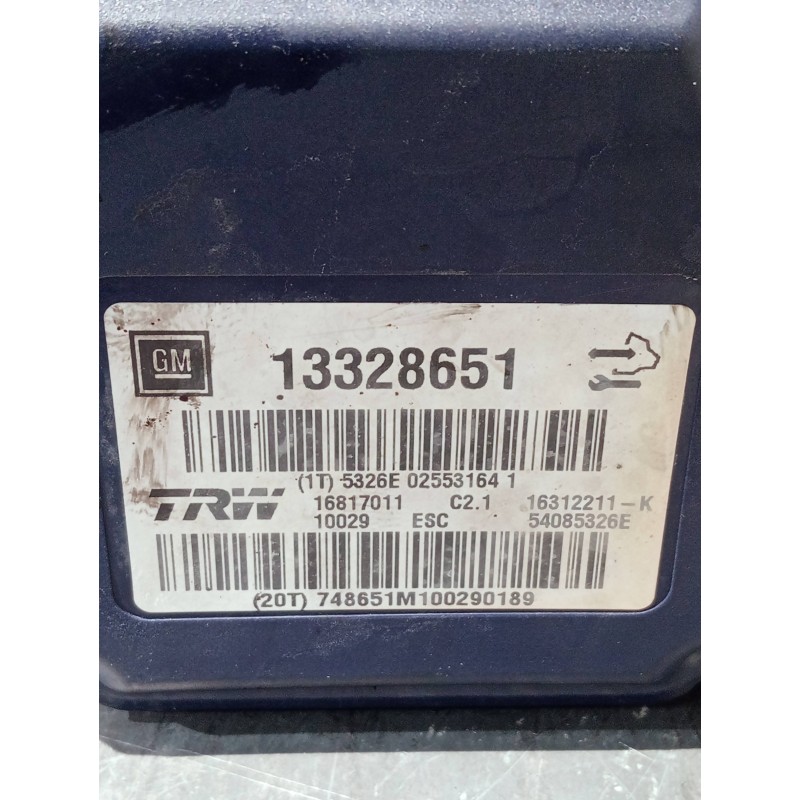 GM 13328651
(1T) 5326E 02553164 1
TRW 16817011 C2.1 16312211-K
10029 ESC 54085326E
(20T) 748651M100290189